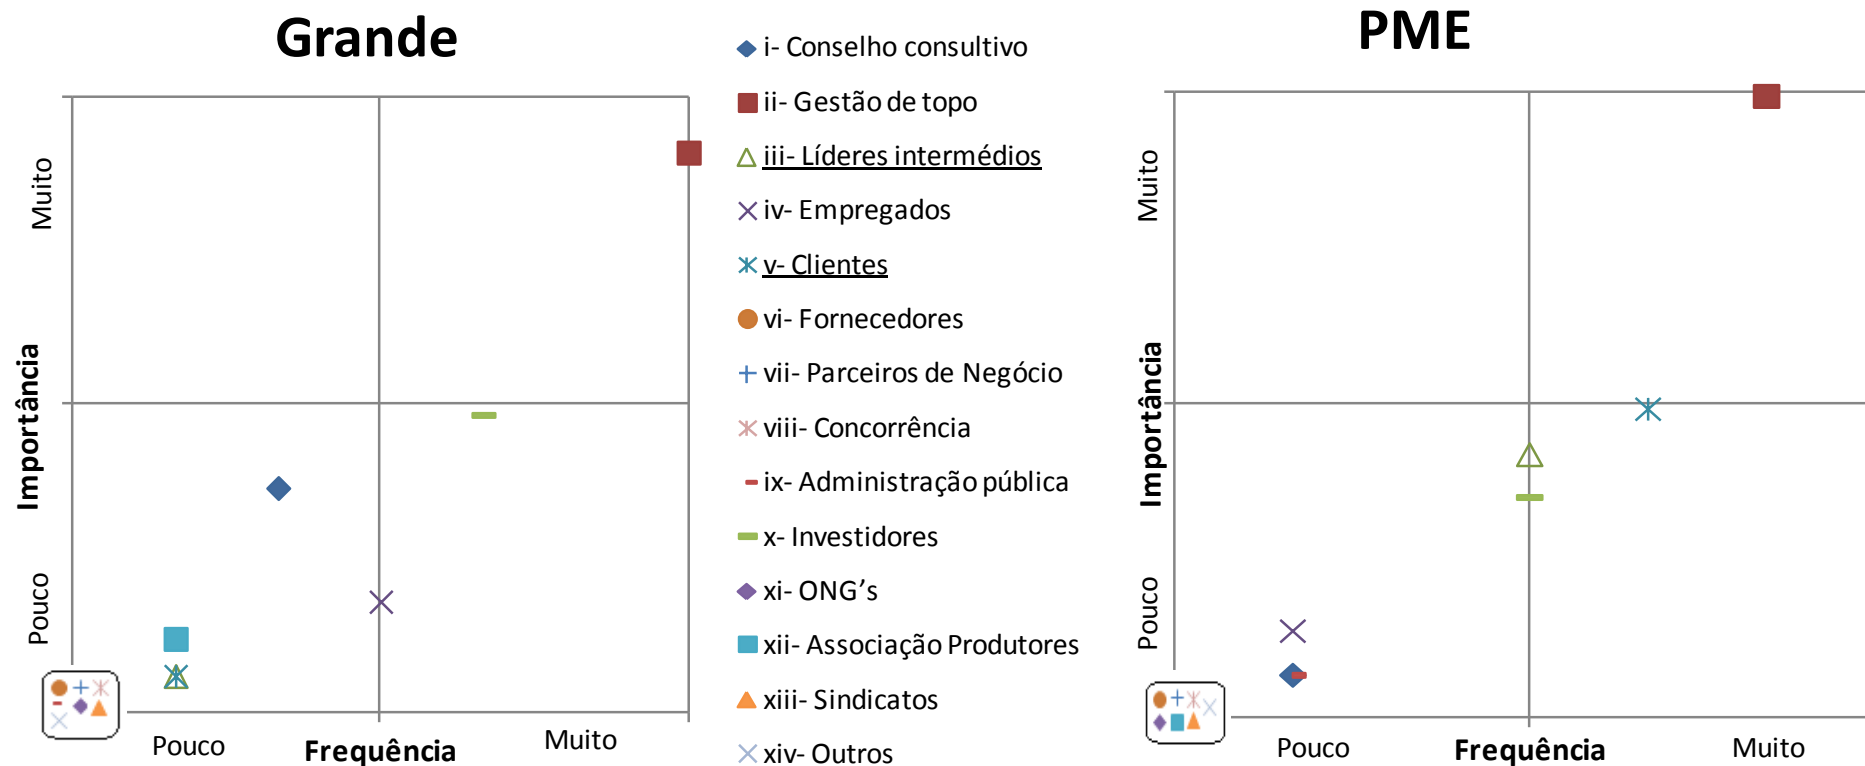 Grande
Muito
Importância
Pouco
Pouco
Frequência
Muito
i- Conselho consultivo
ii- Gestão de topo
iii- Líderes intermédios
iv- Empregados
v- Clientes
vi- Fornecedores
vii- Parceiros de Negócio
viii- Concorrência
ix- Administração pública
x- Investidores
xi- ONG’s
xii- Associação Produtores
xiii- Sindicatos
xiv- Outros
PME
Muito
Importância
Pouco
Pouco
Frequência
Muito